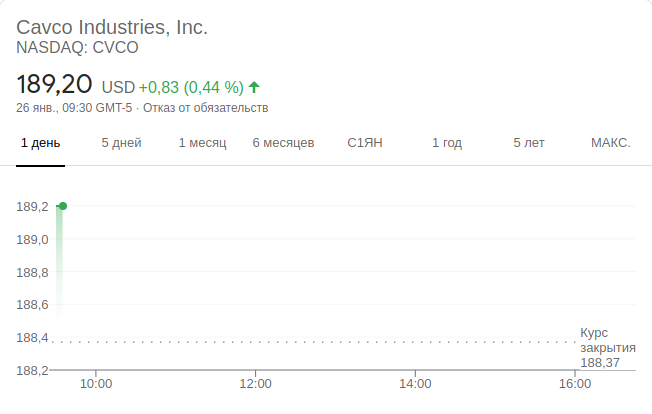 Cavco Industries, Inc.
NASDAQ: CVCO
189,20 USD +0,83 (0,44 %)
26 янв., 09:30 GMT-5 · Отказ от обязательств
1 день 5 дней 1 месяц 6 месяцев С1ЯН 1 год 5 лет МАКС.
189,2
189,0
188,8
188,6
188,4
188,2
Курс
закрытия
188,37
10:00 12:00 14:00 16:00